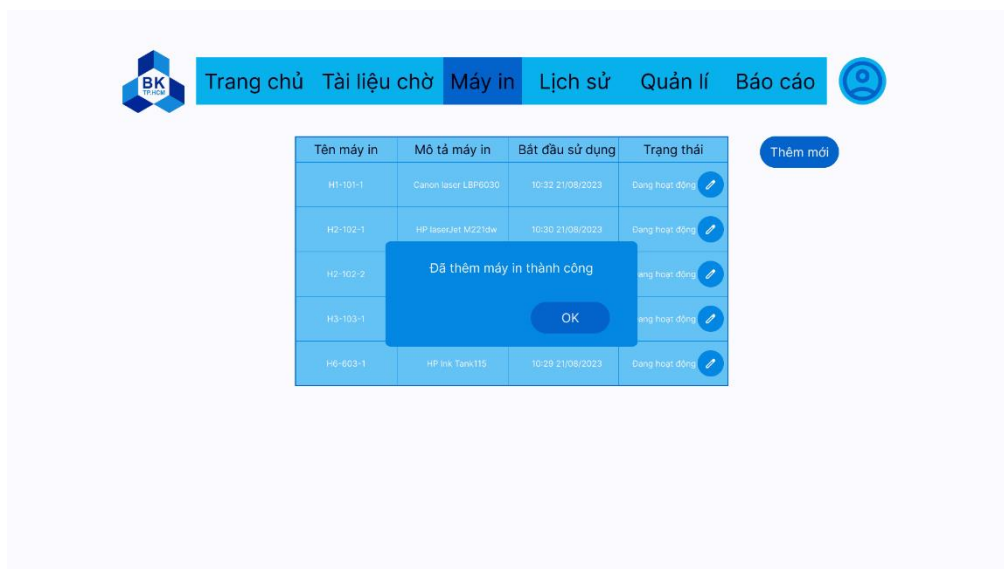 BK
TP.HCM
Trang chủ Tài liệu chờ Máy in Lịch sử Quản lí Báo cáo
Tên máy in Mô tả máy in Bắt đầu sử dụng Trạng thái
Thêm mới
H1-101-1 Canon laser LBP6030 10:32 21/08/2023 Đang hoạt động
H2-102-1 HP laserJet M221dw 10:30 21/08/2023 Đang hoạt động
H2-102-2 ang hoạt động
H3-103-1 ang hoạt động
H6-603-1 HP Ink Tank115 10:29 21/08/2023 Đang hoạt động
Đã thêm máy in thành công
OK